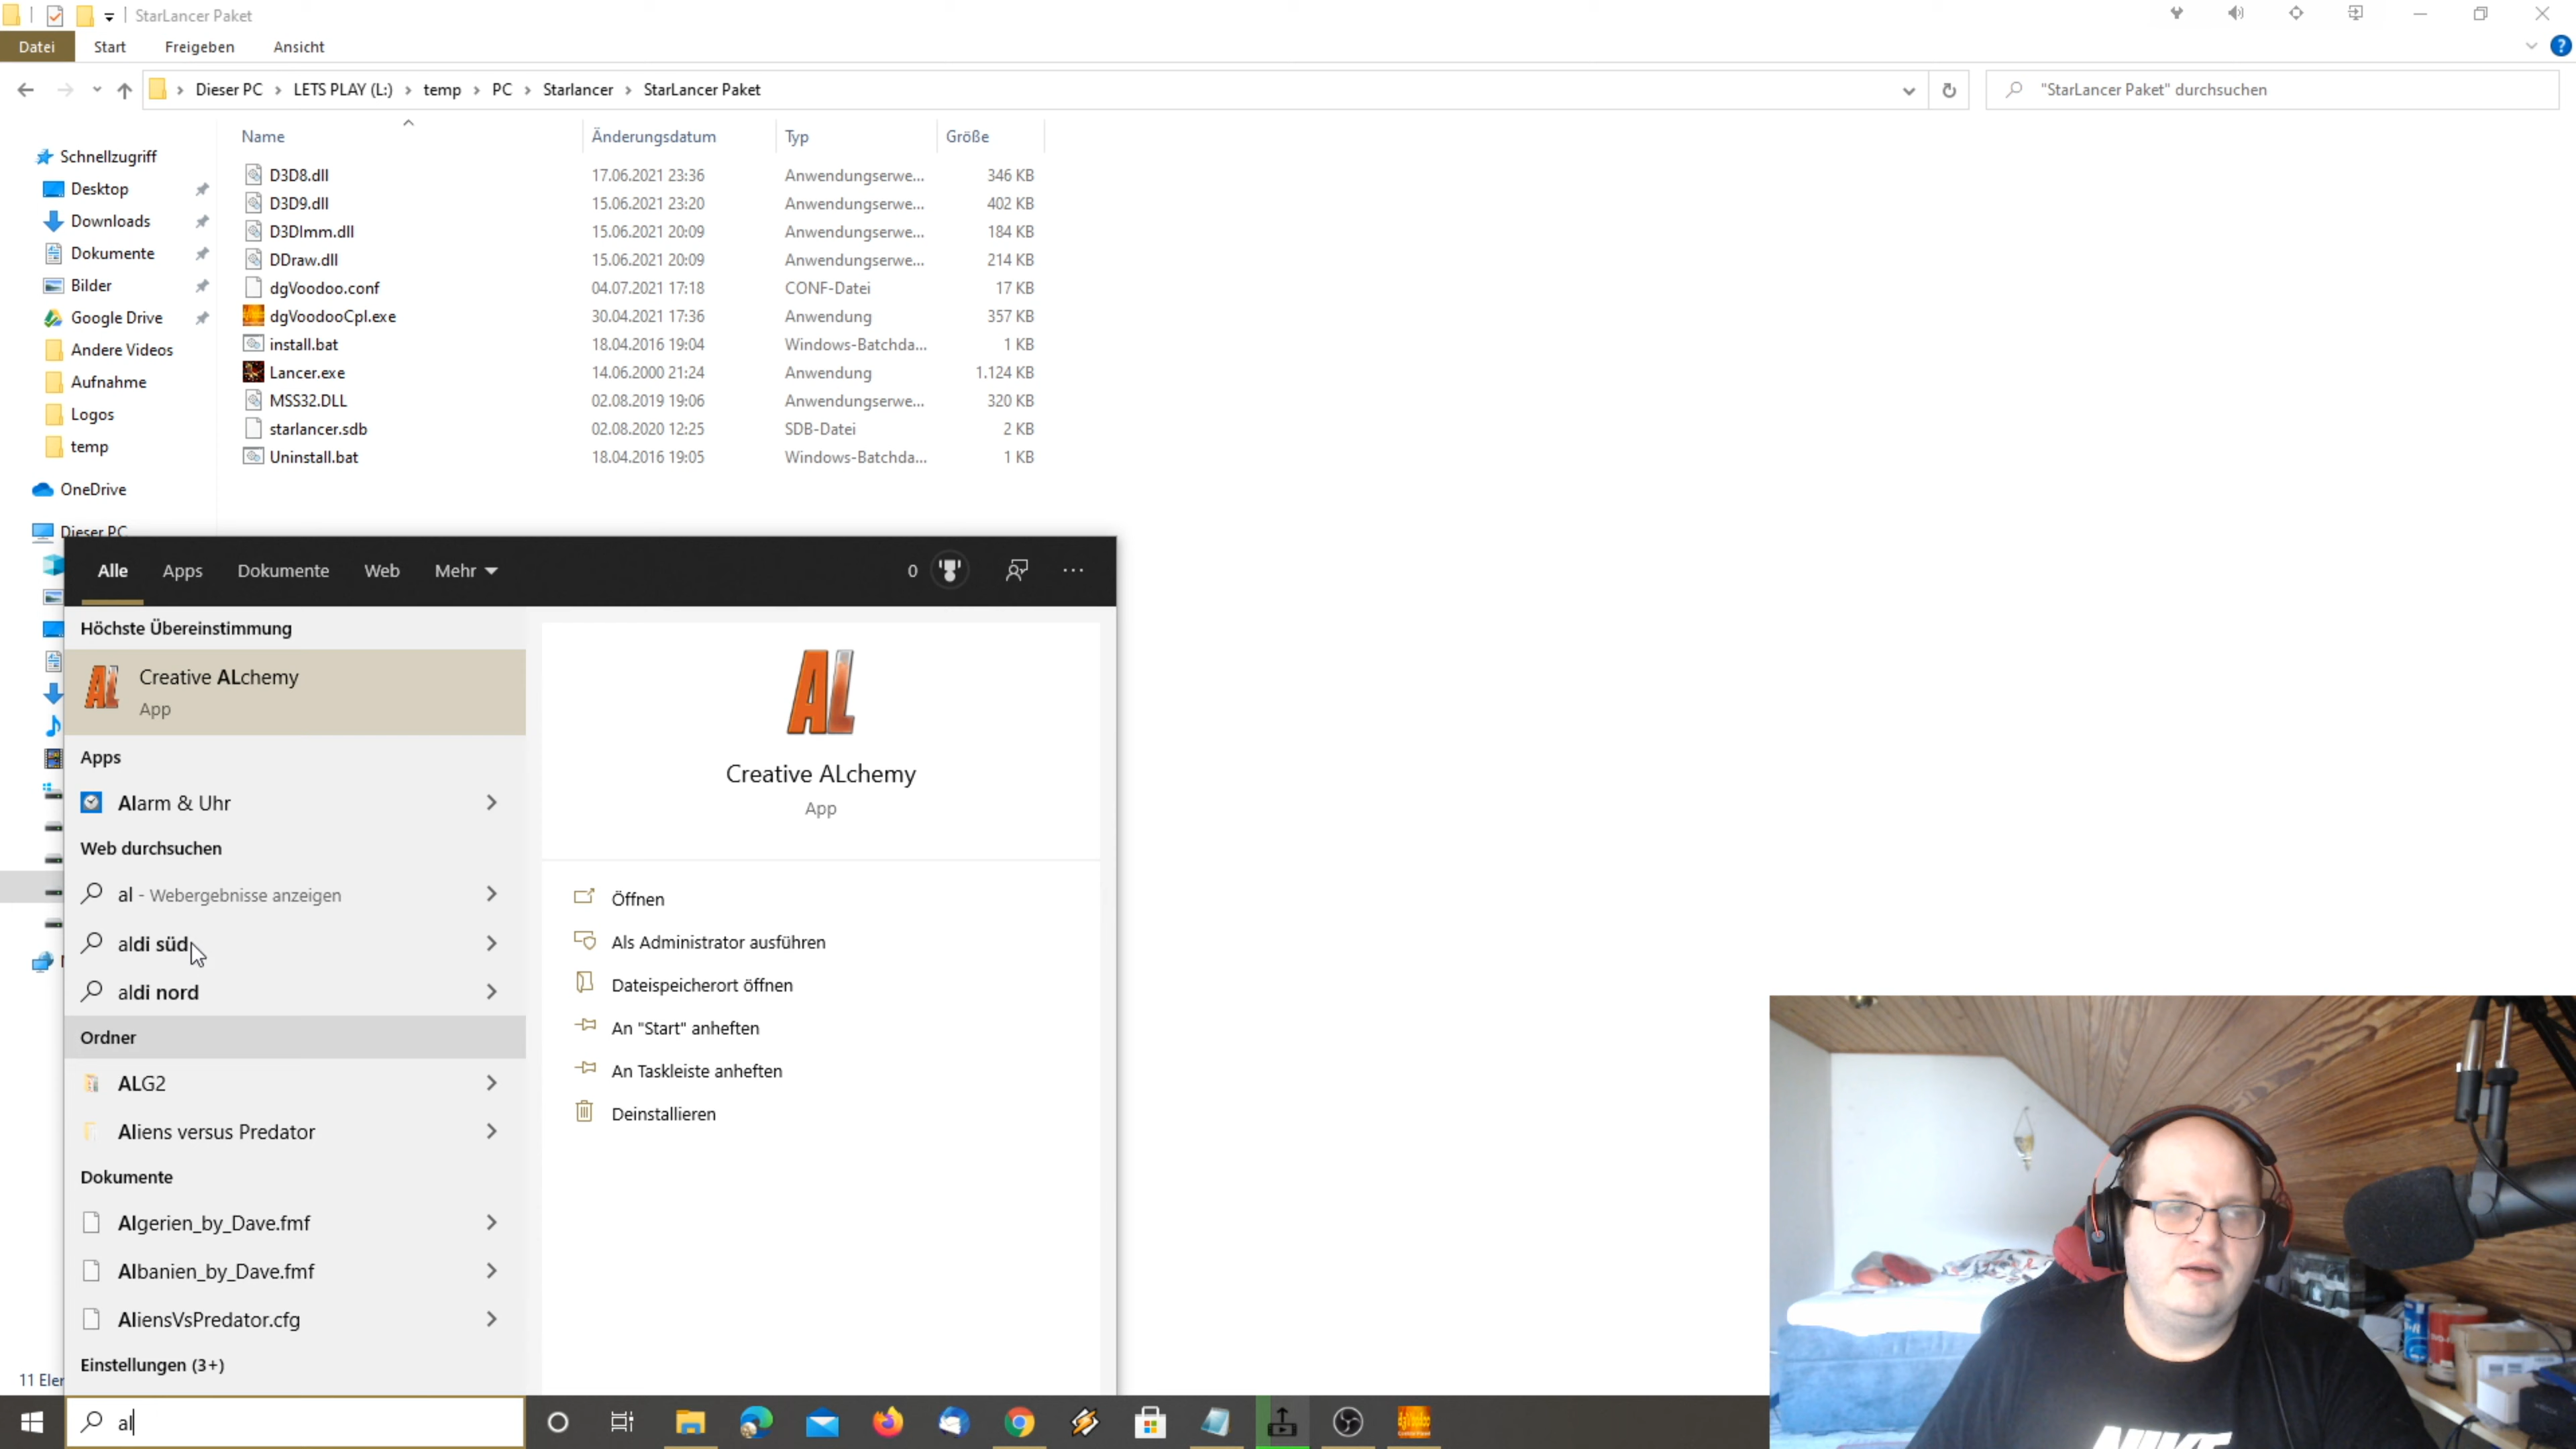 StarLancer Paket
Datei Start Freigeben Ansicht
Dieser PC LETS PLAY (L:) temp PC Starlancer StarLancer Paket
"StarLancer Paket" durchsuchen
Name Änderungsdatum Typ Größe
Schnellzugriff
Desktop
Downloads
Dokumente
Bilder
Google Drive
Andere Videos
Aufnahme
Logos
temp
OneDrive
Dieser PC
D3D8.dll 17.06.2021 23:36 Anwendungserwe... 346 KB
D3D9.dll 15.06.2021 23:20 Anwendungserwe... 402 KB
D3DImm.dll 15.06.2021 20:09 Anwendungserwe... 184 KB
DDraw.dll 15.06.2021 20:09 Anwendungserwe... 214 KB
dgVoodoo.conf 04.07.2021 17:18 CONF-Datei 17 KB
dgVoodooCpl.exe 30.04.2021 17:36 Anwendung 357 KB
install.bat 18.04.2016 19:04 Windows-Batchda... 1 KB
Lancer.exe 14.06.2000 21:24 Anwendung 1.124 KB
MSS32.DLL 02.08.2019 19:06 Anwendungserwe... 320 KB
starlancer.sdb 02.08.2020 12:25 SDB-Datei 2 KB
Uninstall.bat 18.04.2016 19:05 Windows-Batchda... 1 KB
Alle Apps Dokumente Web Mehr 0
Höchste Übereinstimmung
Creative ALchemy
App
Apps
Alarm & Uhr
Web durchsuchen
al - Webergebnisse anzeigen
aldi süd
aldi nord
Ordner
ALG2
Aliens versus Predator
Dokumente
Algerien_by_Dave.fmf
Albanien_by_Dave.fmf
AliensVsPredator.cfg
Einstellungen (3+)
AL
Creative ALchemy
App
Öffnen
Als Administrator ausführen
Dateispeicherort öffnen
An "Start" anheften
An Taskleiste anheften
Deinstallieren
11 Eler
al
NIKE